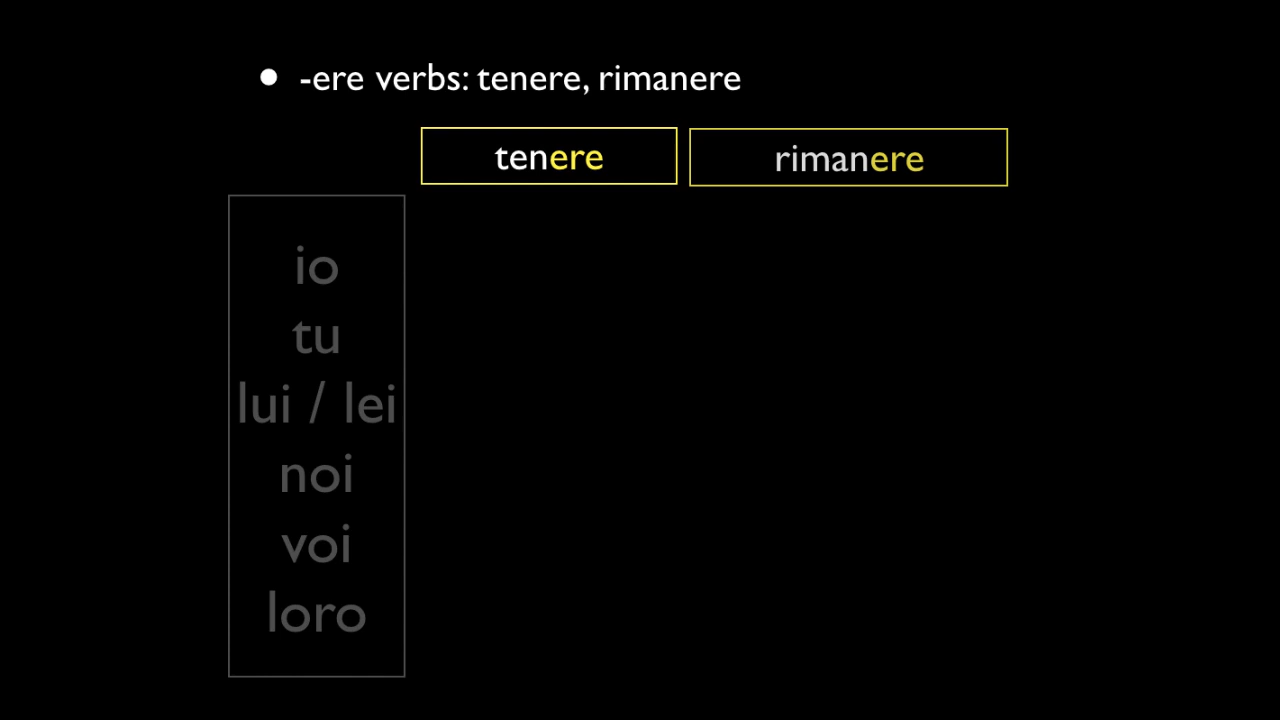 • -ere verbs: tenere, rimanere
tenere
rimanere
io
tu
lui / lei
noi
voi
loro